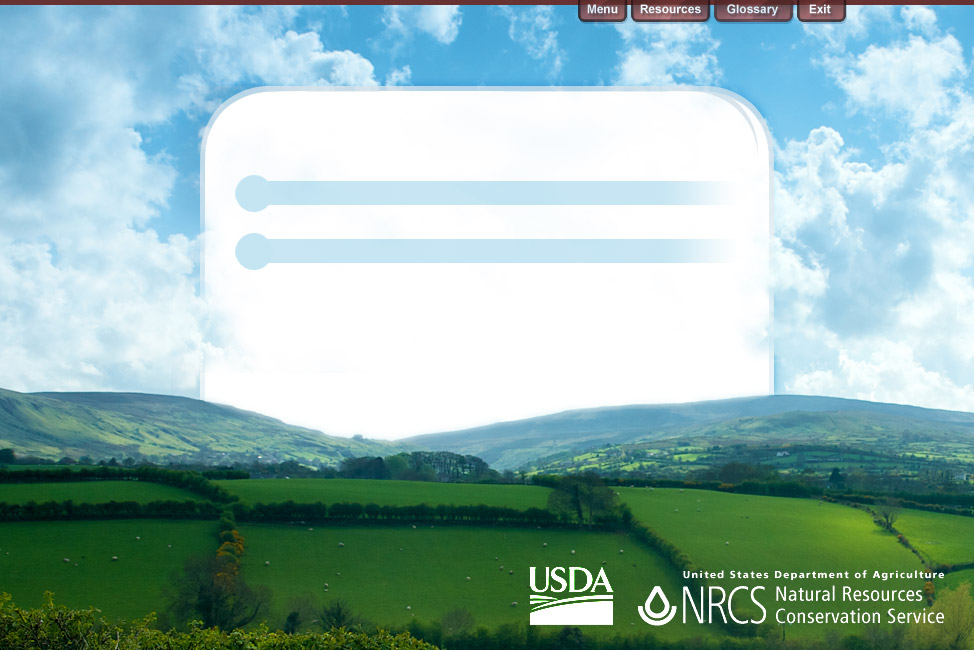 Menu Resources Glossary Exit
USDA
United States Department of Agriculture
NRCS Natural Resources
Conservation Service